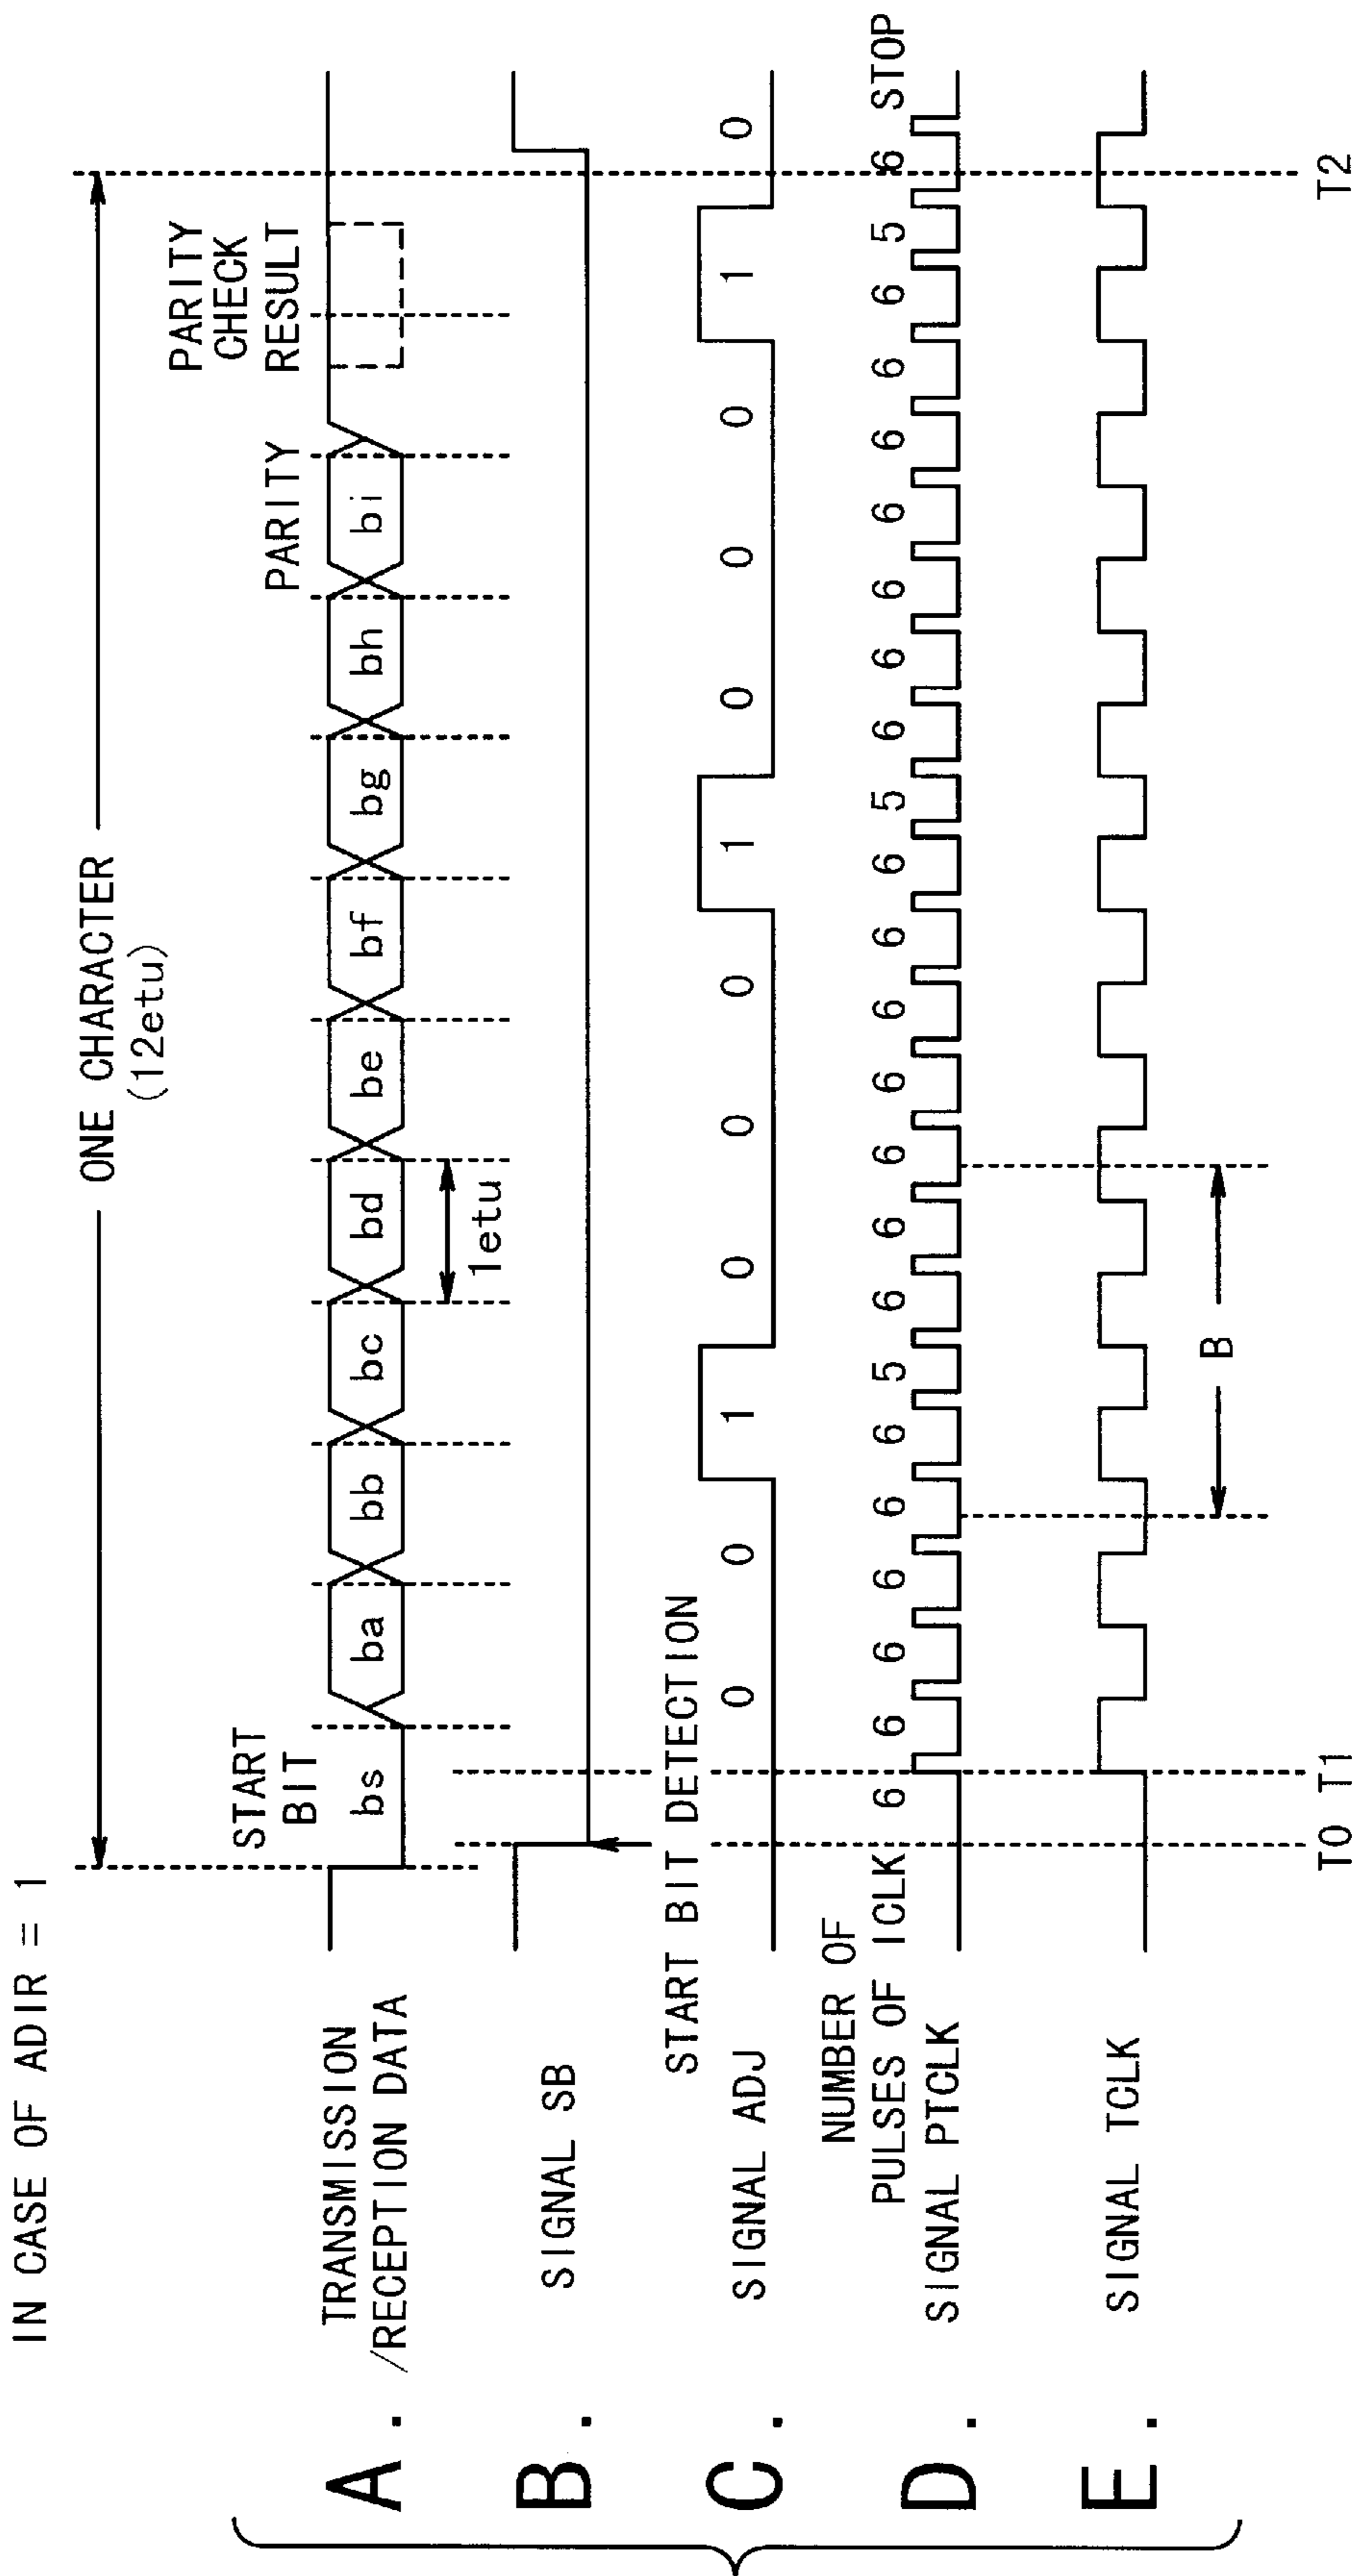 IN CASE OF ADIR = 1
ONE CHARACTER
(12etu)
START
BIT
PARITY
PARITY
CHECK
RESULT
A.
TRANSMISSION
/RECEPTION DATA
bs ba bb bc bd be bf bg bh bi
1etu
B.
SIGNAL SB
START BIT DETECTION
C.
SIGNAL ADJ
0 0 1 0 0 0 1 0 0 0 1 0
NUMBER OF
PULSES OF ICLK
6 6 6 6 6 6 5 6 6 6 6 6 6 6 5 6 6 6 6 6 6 6 5 6 STOP
D.
SIGNAL PTCLK
E.
SIGNAL TCLK
B
T0 T1 T2